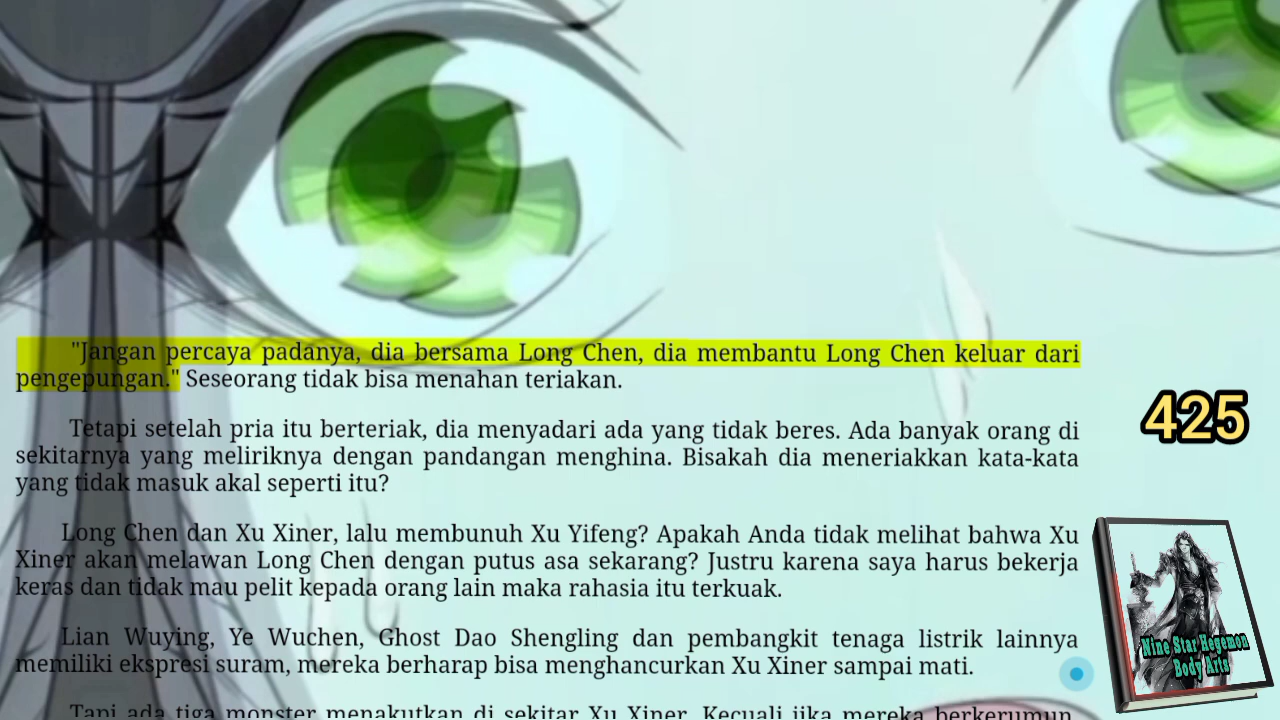 "Jangan percaya padanya, dia bersama Long Chen, dia membantu Long Chen keluar dari
pengepungan." Seseorang tidak bisa menahan teriakan.
Tetapi setelah pria itu berteriak, dia menyadari ada yang tidak beres. Ada banyak orang di
sekitarnya yang meliriknya dengan pandangan menghina. Bisakah dia meneriakkan kata-kata
yang tidak masuk akal seperti itu?
Long Chen dan Xu Xiner, lalu membunuh Xu Yifeng? Apakah Anda tidak melihat bahwa Xu
Xiner akan melawan Long Chen dengan putus asa sekarang? Justru karena saya harus bekerja
keras dan tidak mau pelit kepada orang lain maka rahasia itu terkuak.
Lian Wuying, Ye Wuchen, Ghost Dao Shengling dan pembangkit tenaga listrik lainnya
memiliki ekspresi suram, mereka berharap bisa menghancurkan Xu Xiner sampai mati.
Tapi ada tiga monster menakutkan di sekitar Xu Xiner. Kecuali jika mereka berkerumun,
425
Nine Star Hegemon
Body Arts